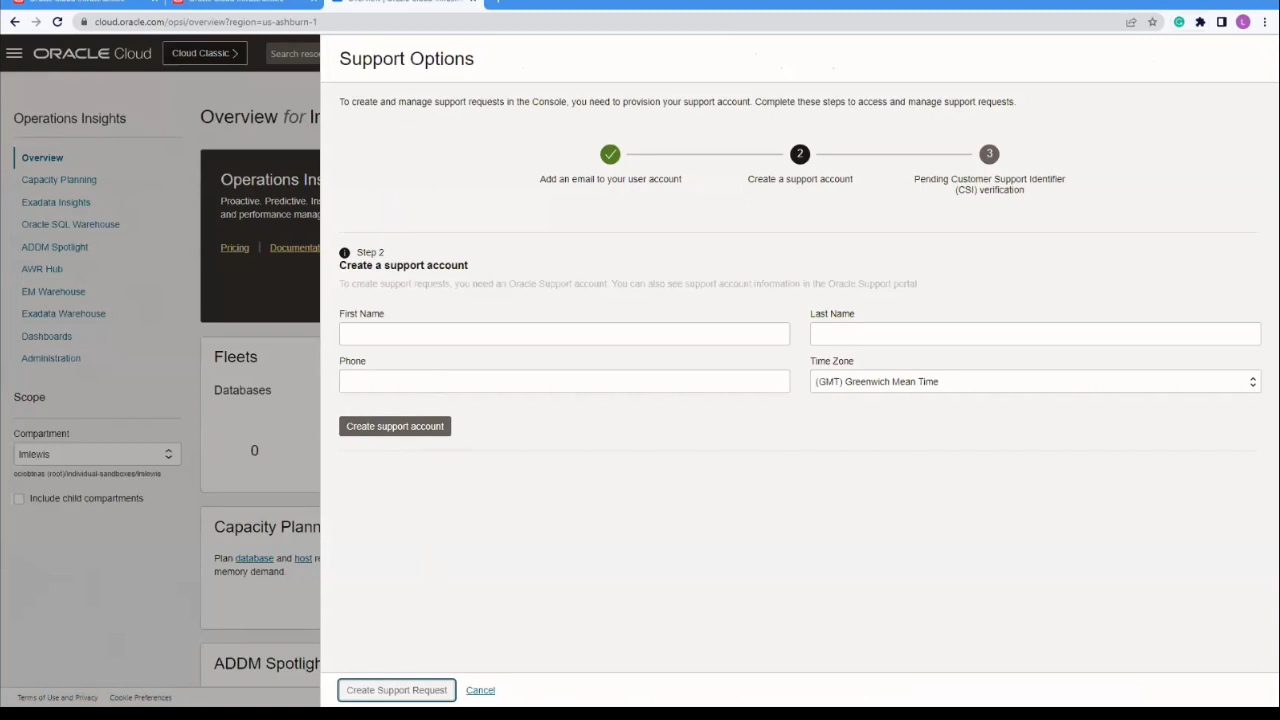 cloud.oracle.com/opsi/overview?region=us-ashburn-1
L
ORACLE Cloud
Cloud Classic >
Search resou
Operations Insights
Overview
Capacity Planning
Exadata Insights
Oracle SQL Warehouse
ADDM Spotlight
AWR Hub
EM Warehouse
Exadata Warehouse
Dashboards
Administration
Scope
Compartment
lmlewis
Include child compartments
Overview for I
Operations Ins
Proactive. Predictive. In
and performance manag
Pricing | Documentat
Fleets
Databases
0
Capacity Plann
Plan database and host re
memory demand.
ADDM Spotligh
Support Options
To create and manage support requests in the Console, you need to provision your support account. Complete these steps to access and manage support requests.
2
3
Add an email to your user account
Create a support account
Pending Customer Support Identifier
(CSI) verification
Step 2
Create a support account
To create support requests, you need an Oracle Support account. You can also see support account information in the Oracle Support portal.
First Name
Last Name
Phone
Time Zone
(GMT) Greenwich Mean Time
Create support account
Create Support Request
Cancel
Terms of Use and Privacy
Cookie Preferences